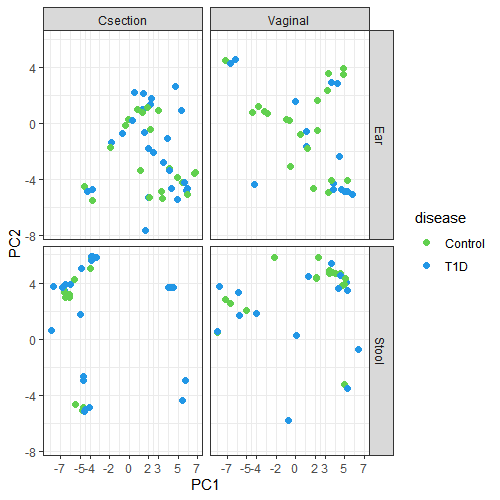 Csection Vaginal
4
0
-4
-8
Ear
4
0
-4
-8
Stool
-7 -5-4 -2 0 2 3 5 7 -7 -5-4 -2 0 2 3 5 7
PC1
PC2
disease
Control
T1D